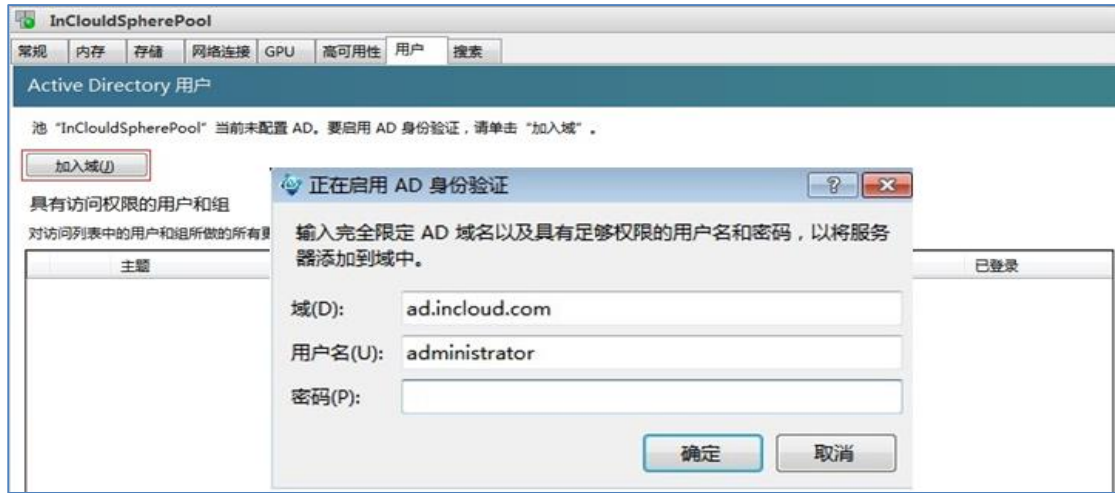 InClouldSpherePool
常规 内存 存储 网络连接 GPU 高可用性 用户 搜索
Active Directory 用户
池“InClouldSpherePool”当前未配置 AD。要启用 AD 身份验证，请单击“加入域”。
加入域(J)
正在启用 AD 身份验证
具有访问权限的用户和组
对访问列表中的用户和组所做的所有
输入完全限定 AD 域名以及具有足够权限的用户名和密码，以将服务
器添加到域中。
主题
已登录
域(D): ad.incloud.com
用户名(U): administrator
密码(P):
确定 取消